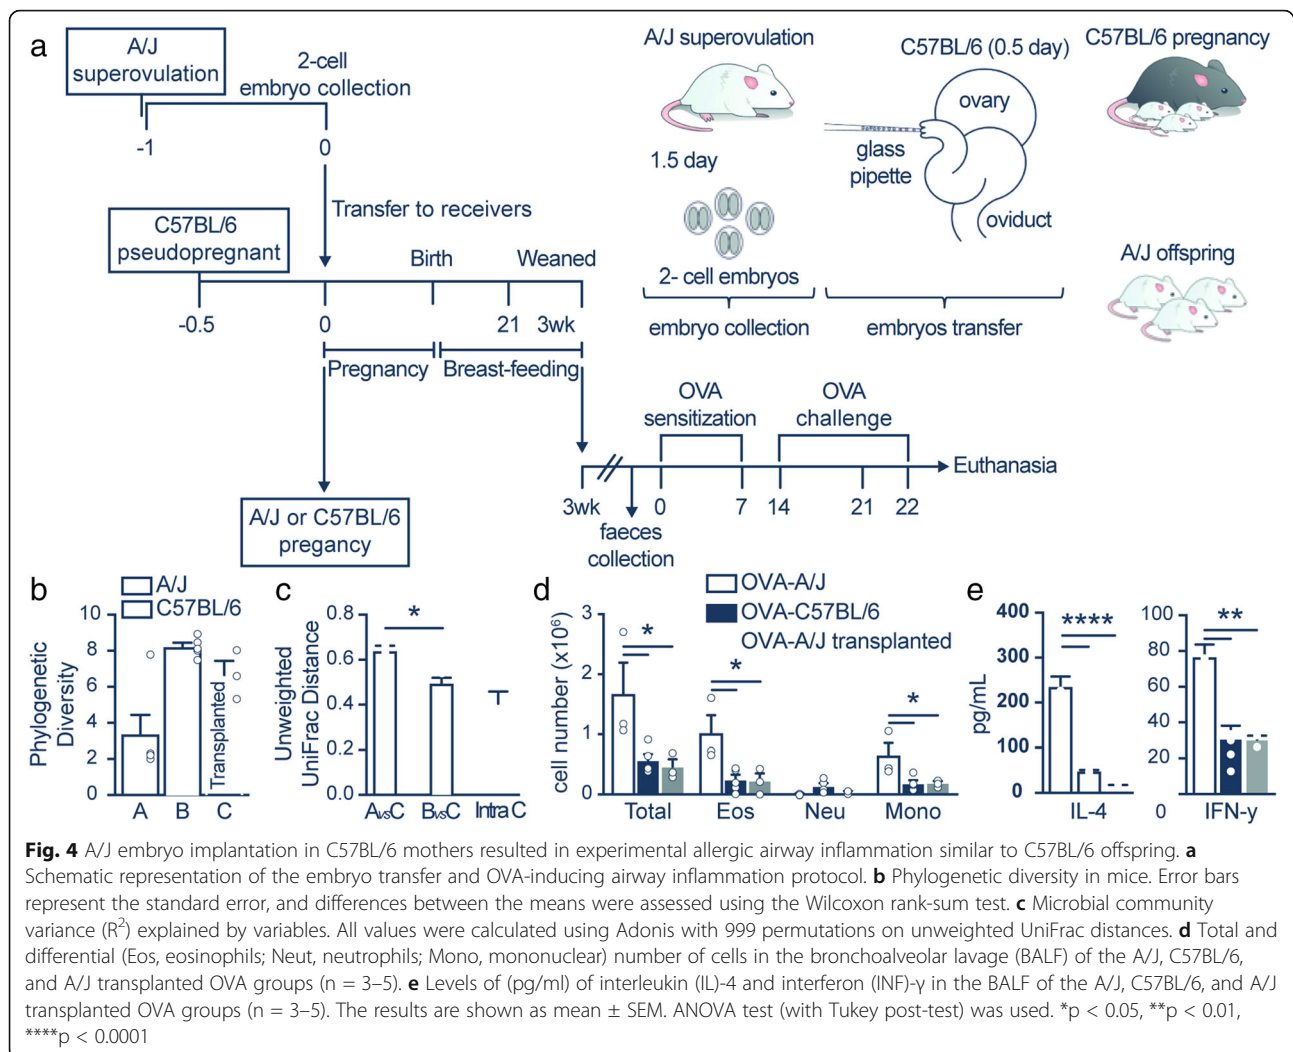 a
A/J
superovulation
2-cell
embryo collection
-1
0
Transfer to receivers
C57BL/6
pseudopregnant
Birth
Weaned
-0.5
0
21
3wk
Pregnancy
Breast-feeding
A/J or C57BL/6
pregancy
A/J superovulation
1.5 day
2- cell embryos
embryo collection
C57BL/6 (0.5 day)
ovary
glass
pipette
oviduct
embryos transfer
C57BL/6 pregnancy
A/J offspring
OVA
sensitization
OVA
challenge
Euthanasia
3wk
0
7
14
21
22
faeces
collection
b
A/J
C57BL/6
Phylogenetic
Diversity
10
8
6
4
2
0
Transplanted
A
B
C
c
Unweighted
UniFrac Distance
0.8
0.6
0.4
0.2
0.0
*
AvsC
BvsC
Intra C
d
OVA-A/J
OVA-C57BL/6
OVA-A/J transplanted
cell number (x10⁶)
3
2
1
0
*
*
*
Total
Eos
Neu
Mono
e
pg/mL
400
300
200
100
0
****
IL-4
100
80
60
40
20
0
**
IFN-y
Fig. 4 A/J embryo implantation in C57BL/6 mothers resulted in experimental allergic airway inflammation similar to C57BL/6 offspring. a
Schematic representation of the embryo transfer and OVA-inducing airway inflammation protocol. b Phylogenetic diversity in mice. Error bars
represent the standard error, and differences between the means were assessed using the Wilcoxon rank-sum test. c Microbial community
variance (R²) explained by variables. All values were calculated using Adonis with 999 permutations on unweighted UniFrac distances. d Total and
differential (Eos, eosinophils; Neut, neutrophils; Mono, mononuclear) number of cells in the bronchoalveolar lavage (BALF) of the A/J, C57BL/6,
and A/J transplanted OVA groups (n = 3–5). e Levels of (pg/ml) of interleukin (IL)-4 and interferon (INF)-γ in the BALF of the A/J, C57BL/6, and A/J
transplanted OVA groups (n = 3–5). The results are shown as mean ± SEM. ANOVA test (with Tukey post-test) was used. *p < 0.05, **p < 0.01,
****p < 0.0001